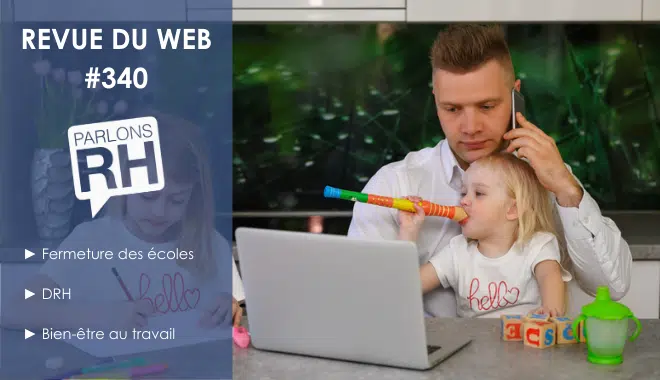 REVUE DU WEB
#340
PARLONS
RH
► Fermeture des écoles
► DRH
► Bien-être au travail
hello
hello